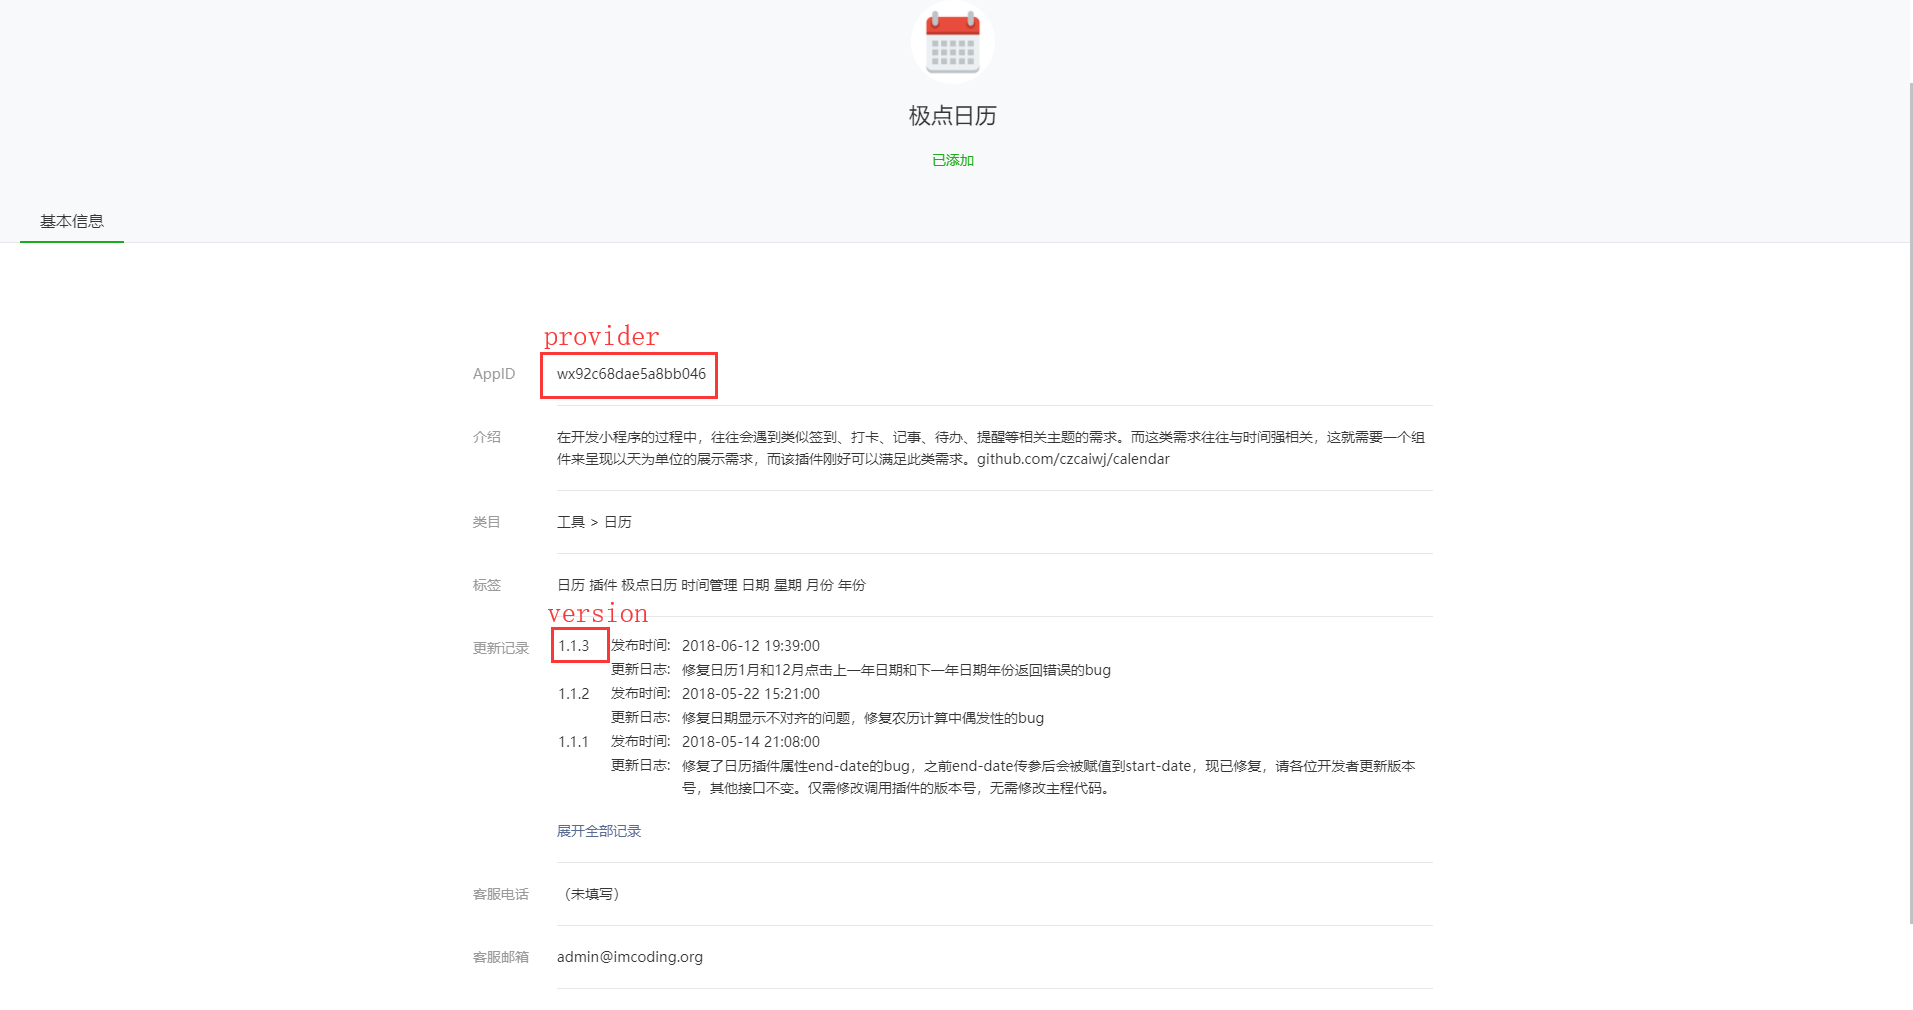 极点日历
已添加
基本信息
provider
AppID wx92c68dae5a8bb046
介绍 在开发小程序的过程中，往往会遇到类似签到、打卡、记事、待办、提醒等相关主题的需求。而这类需求往往与时间强相关，这就需要一个组
件来呈现以天为单位的展示需求，而该插件刚好可以满足此类需求。github.com/czcaiwj/calendar
类目 工具 > 日历
标签 日历 插件 极点日历 时间管理 日期 星期 月份 年份
version
更新记录 1.1.3 发布时间: 2018-06-12 19:39:00
更新日志: 修复日历1月和12月点击上一年日期和下一年日期年份返回错误的bug
1.1.2 发布时间: 2018-05-22 15:21:00
更新日志: 修复日期显示不对齐的问题，修复农历计算中偶发性的bug
1.1.1 发布时间: 2018-05-14 21:08:00
更新日志: 修复了日历插件属性end-date的bug，之前end-date传参后会被赋值到start-date，现已修复，请各位开发者更新版本
号，其他接口不变。仅需修改调用插件的版本号，无需修改主程代码。
展开全部记录
客服电话 （未填写）
客服邮箱 admin@imcoding.org